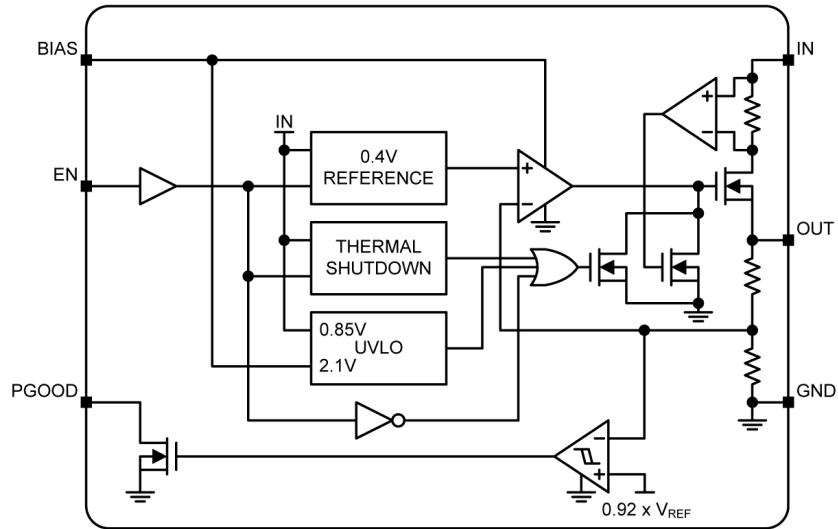 BIAS
IN
IN
0.4V
REFERENCE
+
−
+
−
EN
OUT
THERMAL
SHUTDOWN
0.85V
UVLO
2.1V
PGOOD
GND
−
+
0.92 x VREF